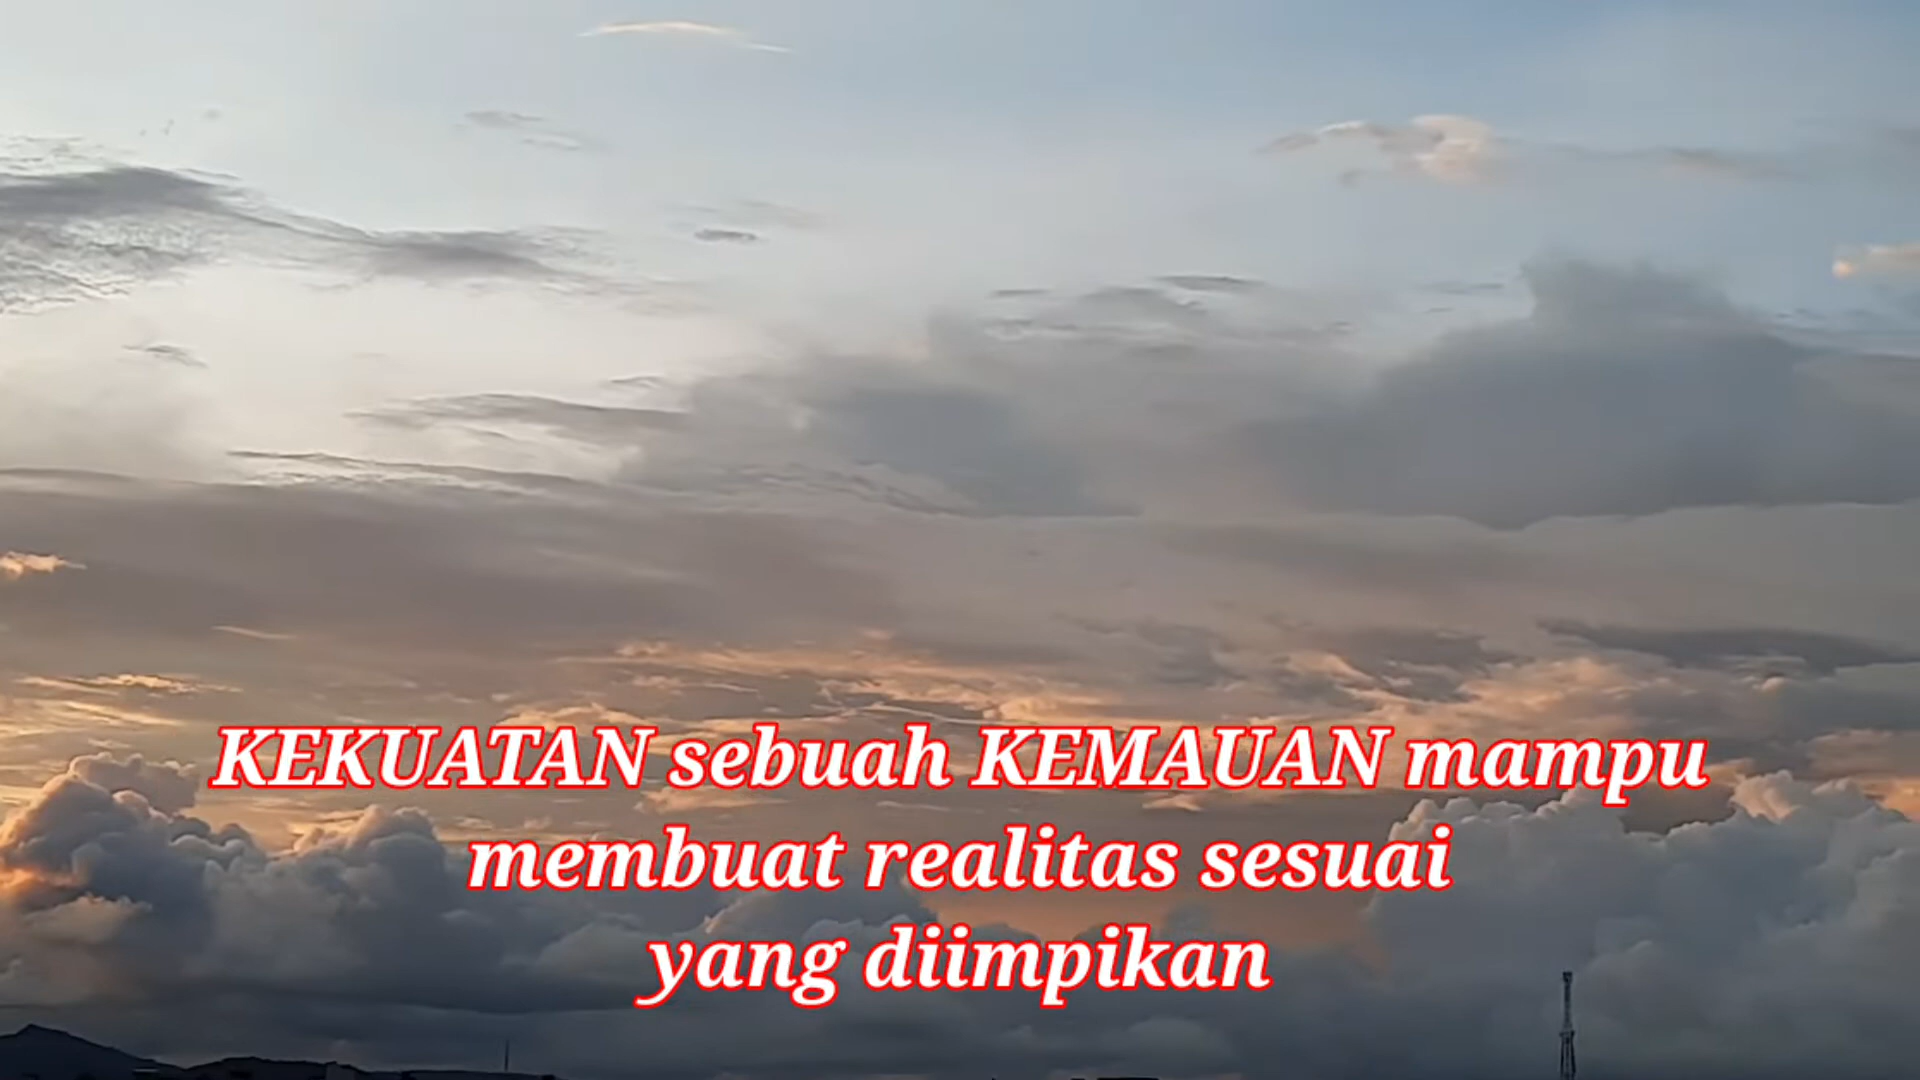 KEKUATAN sebuah KEMAUAN mampu
membuat realitas sesuai
yang diimpikan